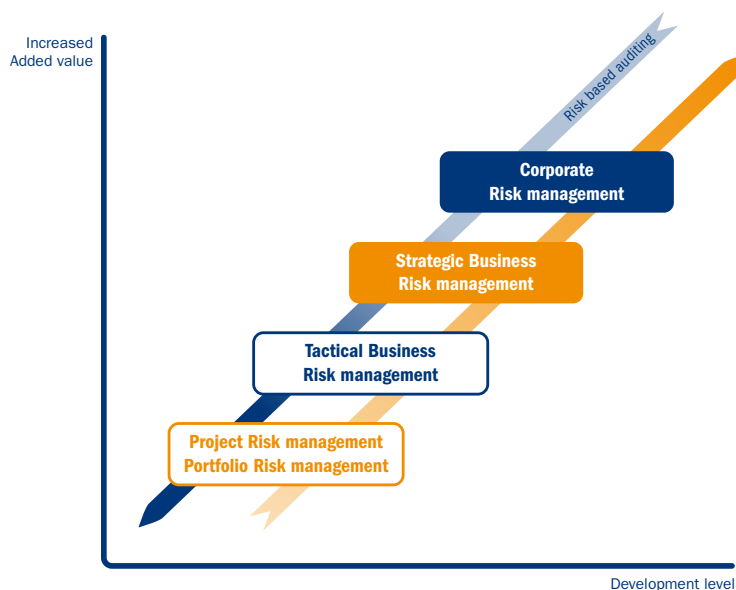 Increased
Added value
Risk based auditing
Corporate
Risk management
Strategic Business
Risk management
Tactical Business
Risk management
Project Risk management
Portfolio Risk management
Development level